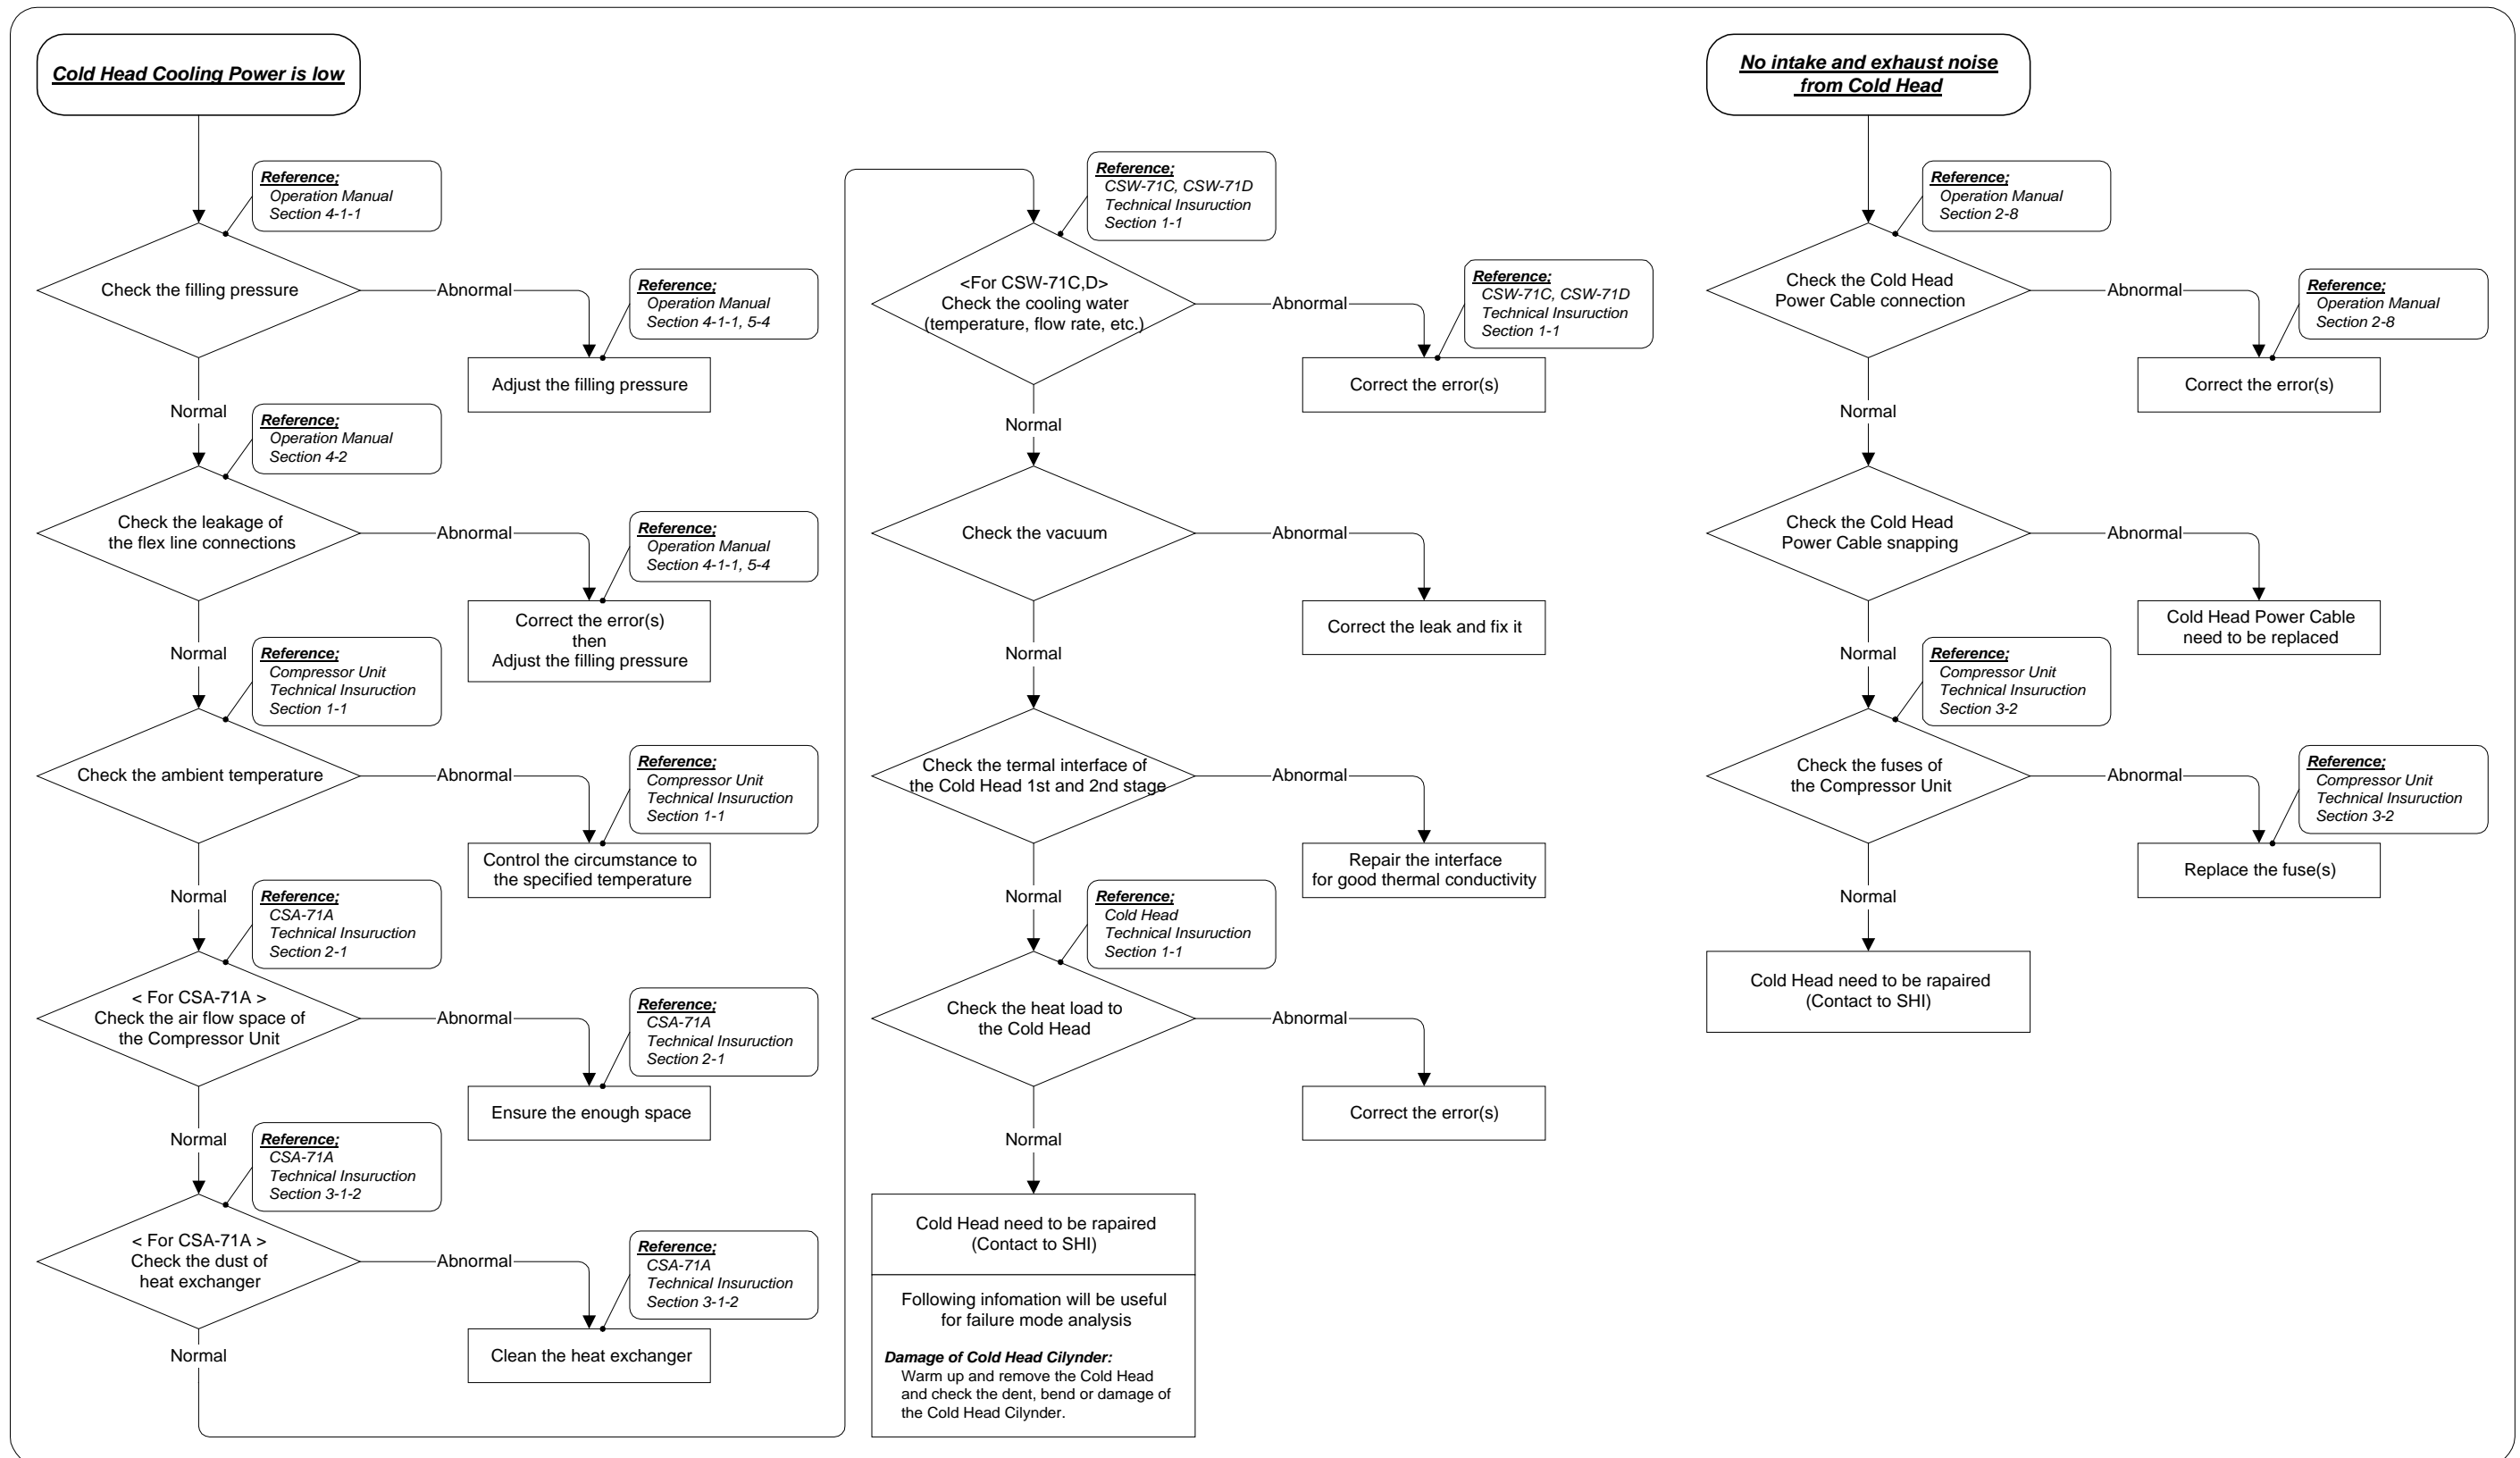 Cold Head Cooling Power is low
Reference;
Operation Manual
Section 4-1-1
Check the filling pressure
Abnormal
Reference;
Operation Manual
Section 4-1-1, 5-4
Adjust the filling pressure
Normal
Reference;
Operation Manual
Section 4-2
Check the leakage of
the flex line connections
Abnormal
Reference;
Operation Manual
Section 4-1-1, 5-4
Correct the error(s)
then
Adjust the filling pressure
Normal
Reference;
Compressor Unit
Technical Insuruction
Section 1-1
Check the ambient temperature
Abnormal
Reference;
Compressor Unit
Technical Insuruction
Section 1-1
Control the circumstance to
the specified temperature
Normal
Reference;
CSA-71A
Technical Insuruction
Section 2-1
< For CSA-71A >
Check the air flow space of
the Compressor Unit
Abnormal
Reference;
CSA-71A
Technical Insuruction
Section 2-1
Ensure the enough space
Normal
Reference;
CSA-71A
Technical Insuruction
Section 3-1-2
< For CSA-71A >
Check the dust of
heat exchanger
Abnormal
Reference;
CSA-71A
Technical Insuruction
Section 3-1-2
Clean the heat exchanger
Normal
Reference;
CSW-71C, CSW-71D
Technical Insuruction
Section 1-1
<For CSW-71C,D>
Check the cooling water
(temperature, flow rate, etc.)
Abnormal
Reference;
CSW-71C, CSW-71D
Technical Insuruction
Section 1-1
Correct the error(s)
Normal
Check the vacuum
Abnormal
Correct the leak and fix it
Normal
Check the termal interface of
the Cold Head 1st and 2nd stage
Abnormal
Repair the interface
for good thermal conductivity
Normal
Reference;
Cold Head
Technical Insuruction
Section 1-1
Check the heat load to
the Cold Head
Abnormal
Correct the error(s)
Normal
Cold Head need to be rapaired
(Contact to SHI)
Following infomation will be useful
for failure mode analysis
Damage of Cold Head Cilynder:
Warm up and remove the Cold Head
and check the dent, bend or damage of
the Cold Head Cilynder.
No intake and exhaust noise
from Cold Head
Reference;
Operation Manual
Section 2-8
Check the Cold Head
Power Cable connection
Abnormal
Reference;
Operation Manual
Section 2-8
Correct the error(s)
Normal
Check the Cold Head
Power Cable snapping
Abnormal
Cold Head Power Cable
need to be replaced
Normal
Reference;
Compressor Unit
Technical Insuruction
Section 3-2
Check the fuses of
the Compressor Unit
Abnormal
Reference;
Compressor Unit
Technical Insuruction
Section 3-2
Replace the fuse(s)
Normal
Cold Head need to be rapaired
(Contact to SHI)